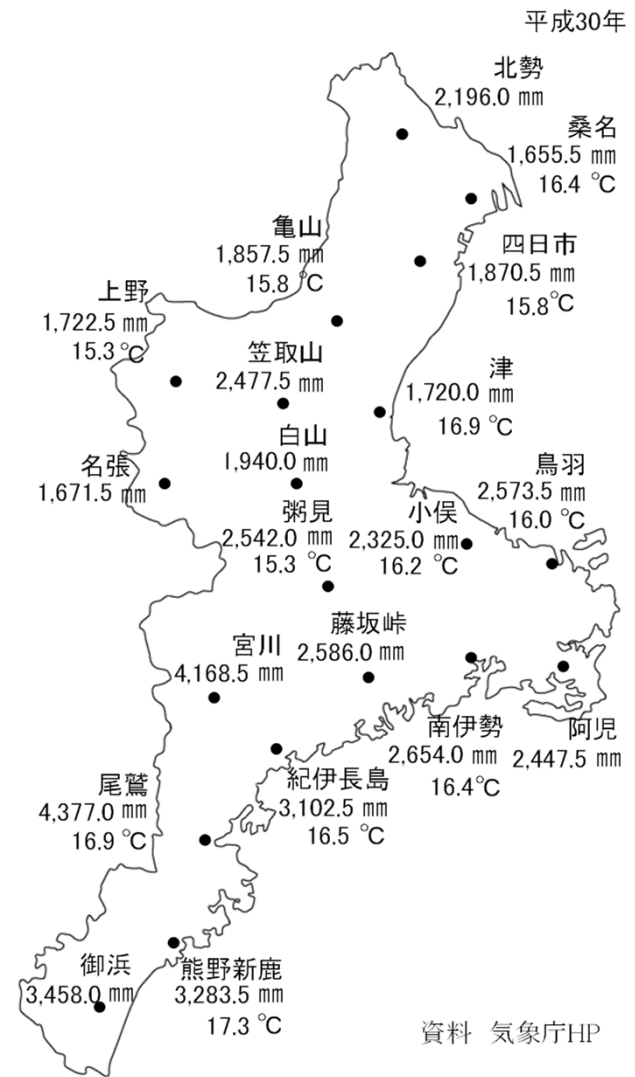 平成30年
北勢
2,196.0 ㎜
桑名
1,655.5 ㎜
16.4 ℃
亀山
1,857.5 ㎜
15.8 ℃
四日市
1,870.5 ㎜
15.8℃
上野
1,722.5 ㎜
15.3 ℃
笠取山
2,477.5 ㎜
津
1,720.0 ㎜
16.9 ℃
白山
1,940.0 ㎜
名張
1,671.5 ㎜
鳥羽
2,573.5 ㎜
16.0 ℃
粥見
2,542.0 ㎜
15.3 ℃
小俣
2,325.0 ㎜
16.2 ℃
藤坂峠
2,586.0 ㎜
宮川
4,168.5 ㎜
南伊勢
2,654.0 ㎜
16.4℃
阿児
2,447.5 ㎜
紀伊長島
3,102.5 ㎜
16.5 ℃
尾鷲
4,377.0 ㎜
16.9 ℃
御浜
3,458.0 ㎜
熊野新鹿
3,283.5 ㎜
17.3 ℃
資料 気象庁HP